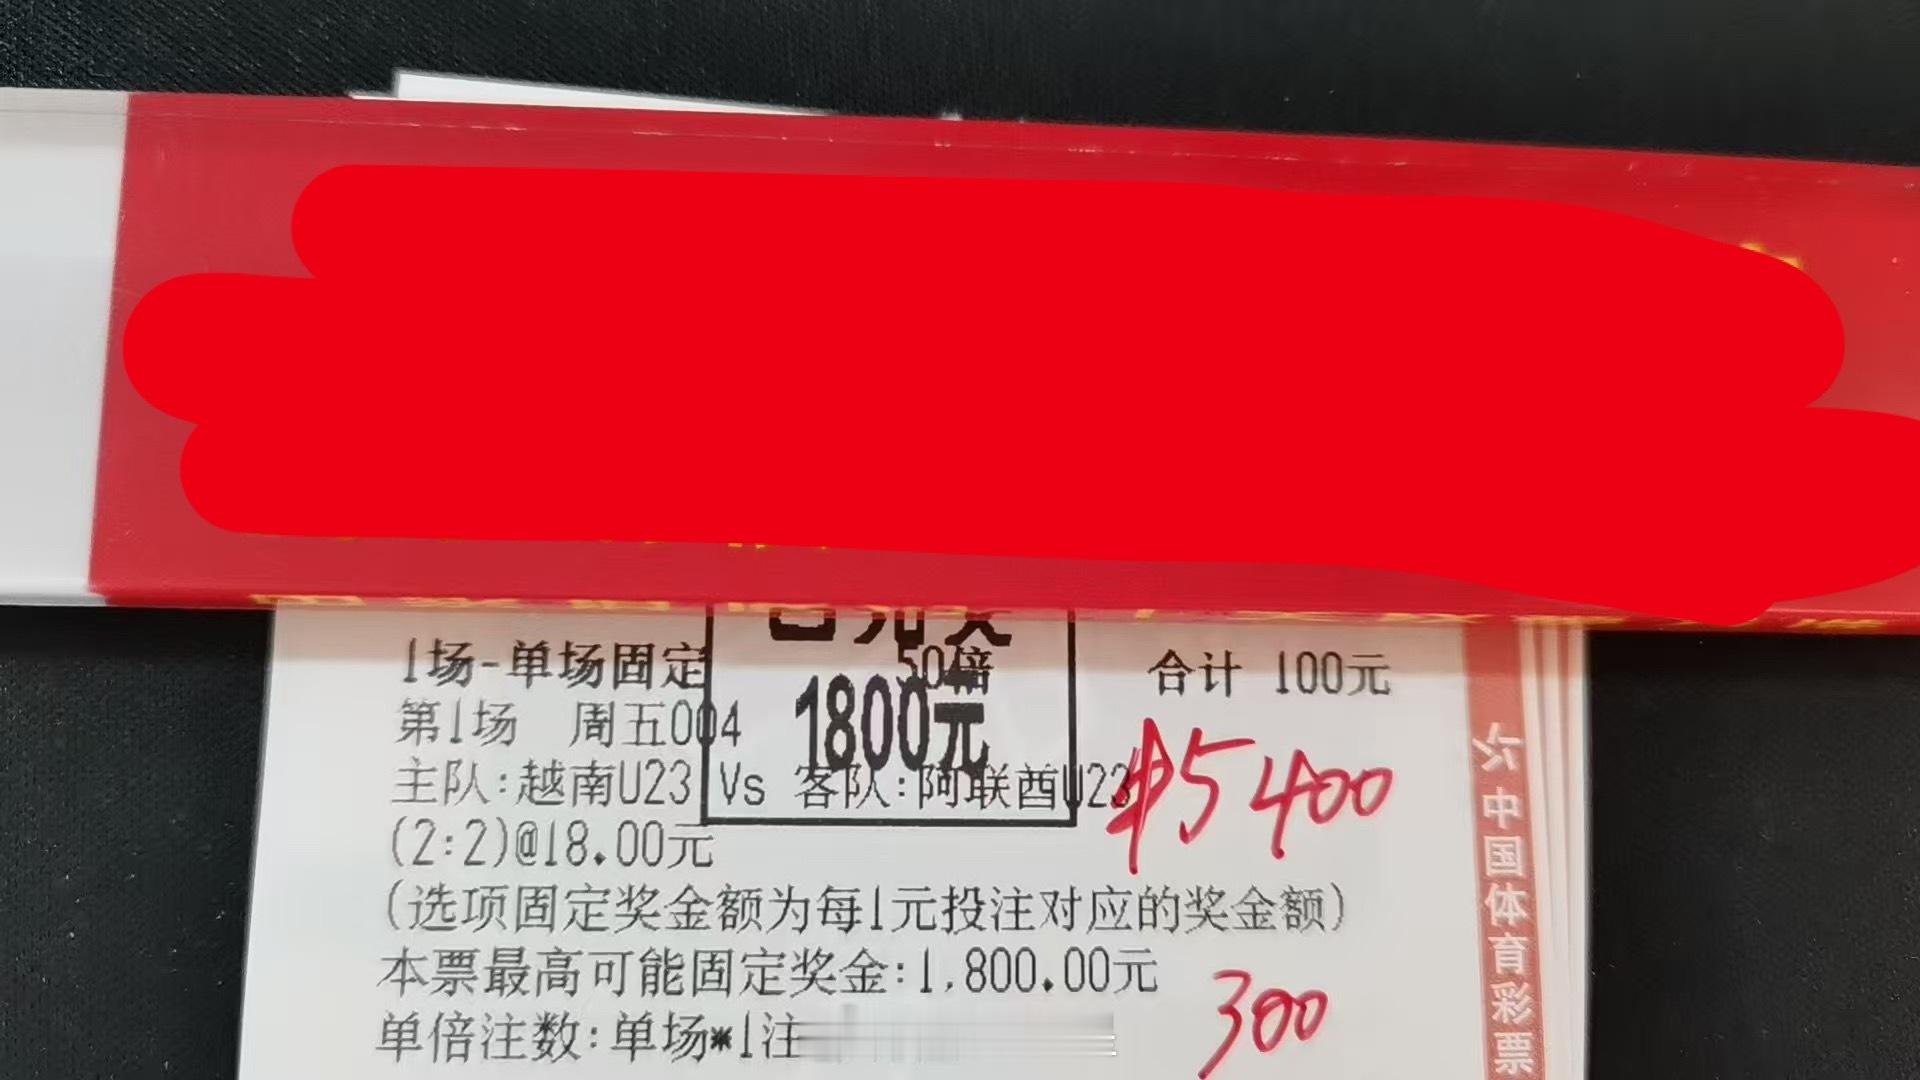 1场-单场固定 50倍 合计 100元
1800元
第1场 周五004
主队:越南U23 Vs 客队:阿联酋U23
5400
(2:2)@18.00元
(选项固定奖金额为每1元投注对应的奖金额)
本票最高可能固定奖金:1,800.00元
300
单倍注数:单场*1注
中国体育彩票